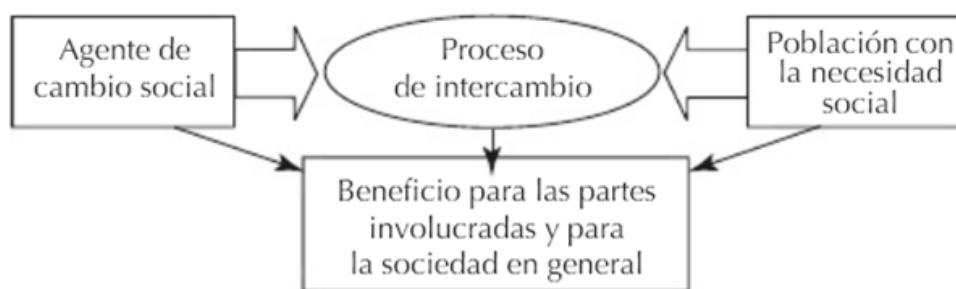 Agente de
cambio social
Proceso
de intercambio
Población con
la necesidad
social
Beneficio para las partes
involucradas y para
la sociedad en general